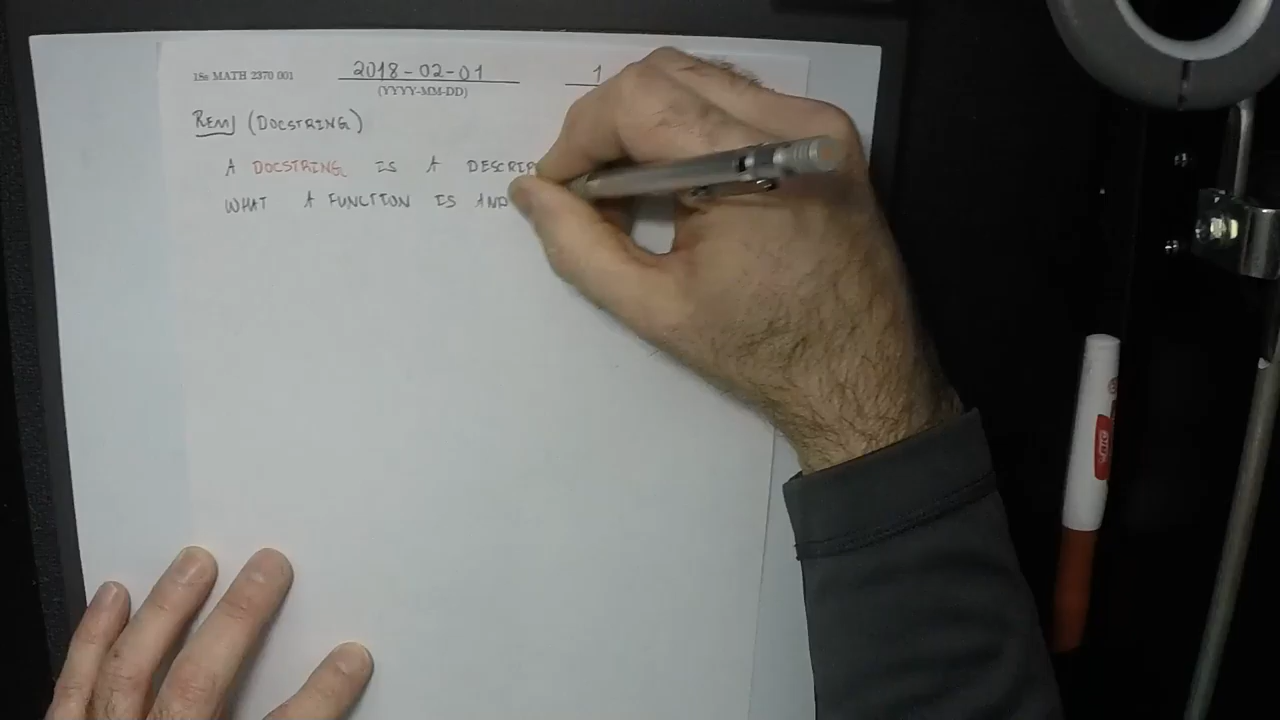 18s MATH 2370 001 2018-02-01 1
(YYYY-MM-DD)
REM (DOCSTRING)
A DOCSTRING IS A DESCRIP
WHAT A FUNCTION IS AND